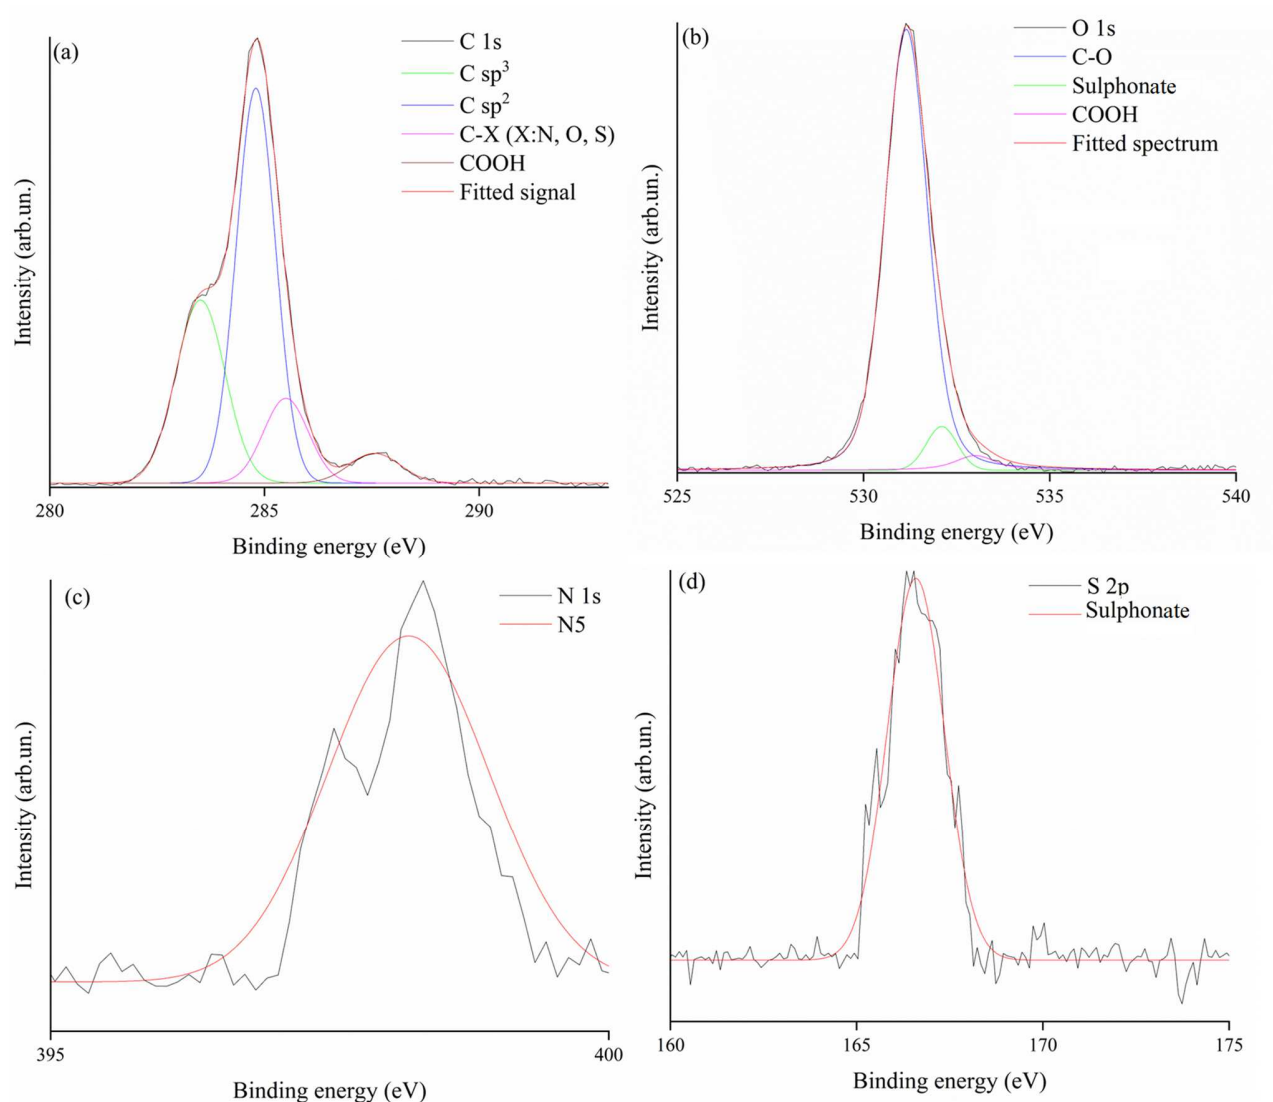 (a)
C 1s
C sp³
C sp²
C-X (X:N, O, S)
COOH
Fitted signal
Intensity (arb.un.)
280 285 290
Binding energy (eV)
(b)
O 1s
C-O
Sulphonate
COOH
Fitted spectrum
Intensity (arb.un.)
525 530 535 540
Binding energy (eV)
(c)
N 1s
N5
Intensity (arb.un.)
395 400
Binding energy (eV)
(d)
S 2p
Sulphonate
Intensity (arb.un.)
160 165 170 175
Binding energy (eV)